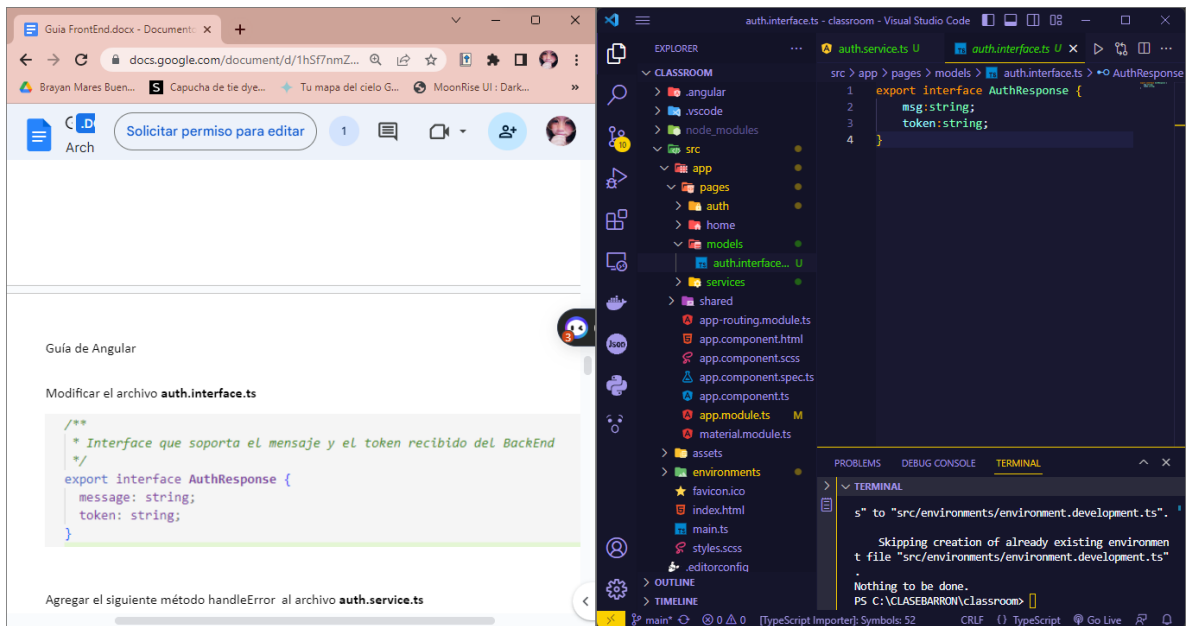 Guia FrontEnd.docx - Documento
docs.google.com/document/d/1hSf7nmZ...
Brayan Mares Buen...
Capucha de tie dye...
Tu mapa del cielo G...
MoonRise UI : Dark...
»
Arch
Solicitar permiso para editar
1
Guía de Angular
Modificar el archivo auth.interface.ts
/**
* Interface que soporta el mensaje y el token recibido del BackEnd
*/
export interface AuthResponse {
message: string;
token: string;
}
3
Agregar el siguiente método handleError al archivo auth.service.ts
auth.interface.ts - classroom - Visual Studio Code
EXPLORER
CLASSROOM
.angular
.vscode
node_modules
src
app
pages
auth
home
models
auth.interface... U
services
shared
app-routing.module.ts
app.component.html
app.component.scss
app.component.spec.ts
app.component.ts
app.module.ts M
material.module.ts
assets
environments
favicon.ico
index.html
main.ts
styles.scss
.editorconfig
OUTLINE
TIMELINE
10
Json
auth.service.ts U
auth.interface.ts U
src > app > pages > models > auth.interface.ts > AuthResponse
1 export interface AuthResponse {
2 msg:string;
3 token:string;
4 }
PROBLEMS DEBUG CONSOLE TERMINAL
TERMINAL
s" to "src/environments/environment.development.ts".
Skipping creation of already existing environmen
t file "src/environments/environment.development.ts"
.
Nothing to be done.
PS C:\CLASEBARRON\classroom>
main* 0 0 [TypeScript Importer]: Symbols: 52 CRLF {} TypeScript Go Live